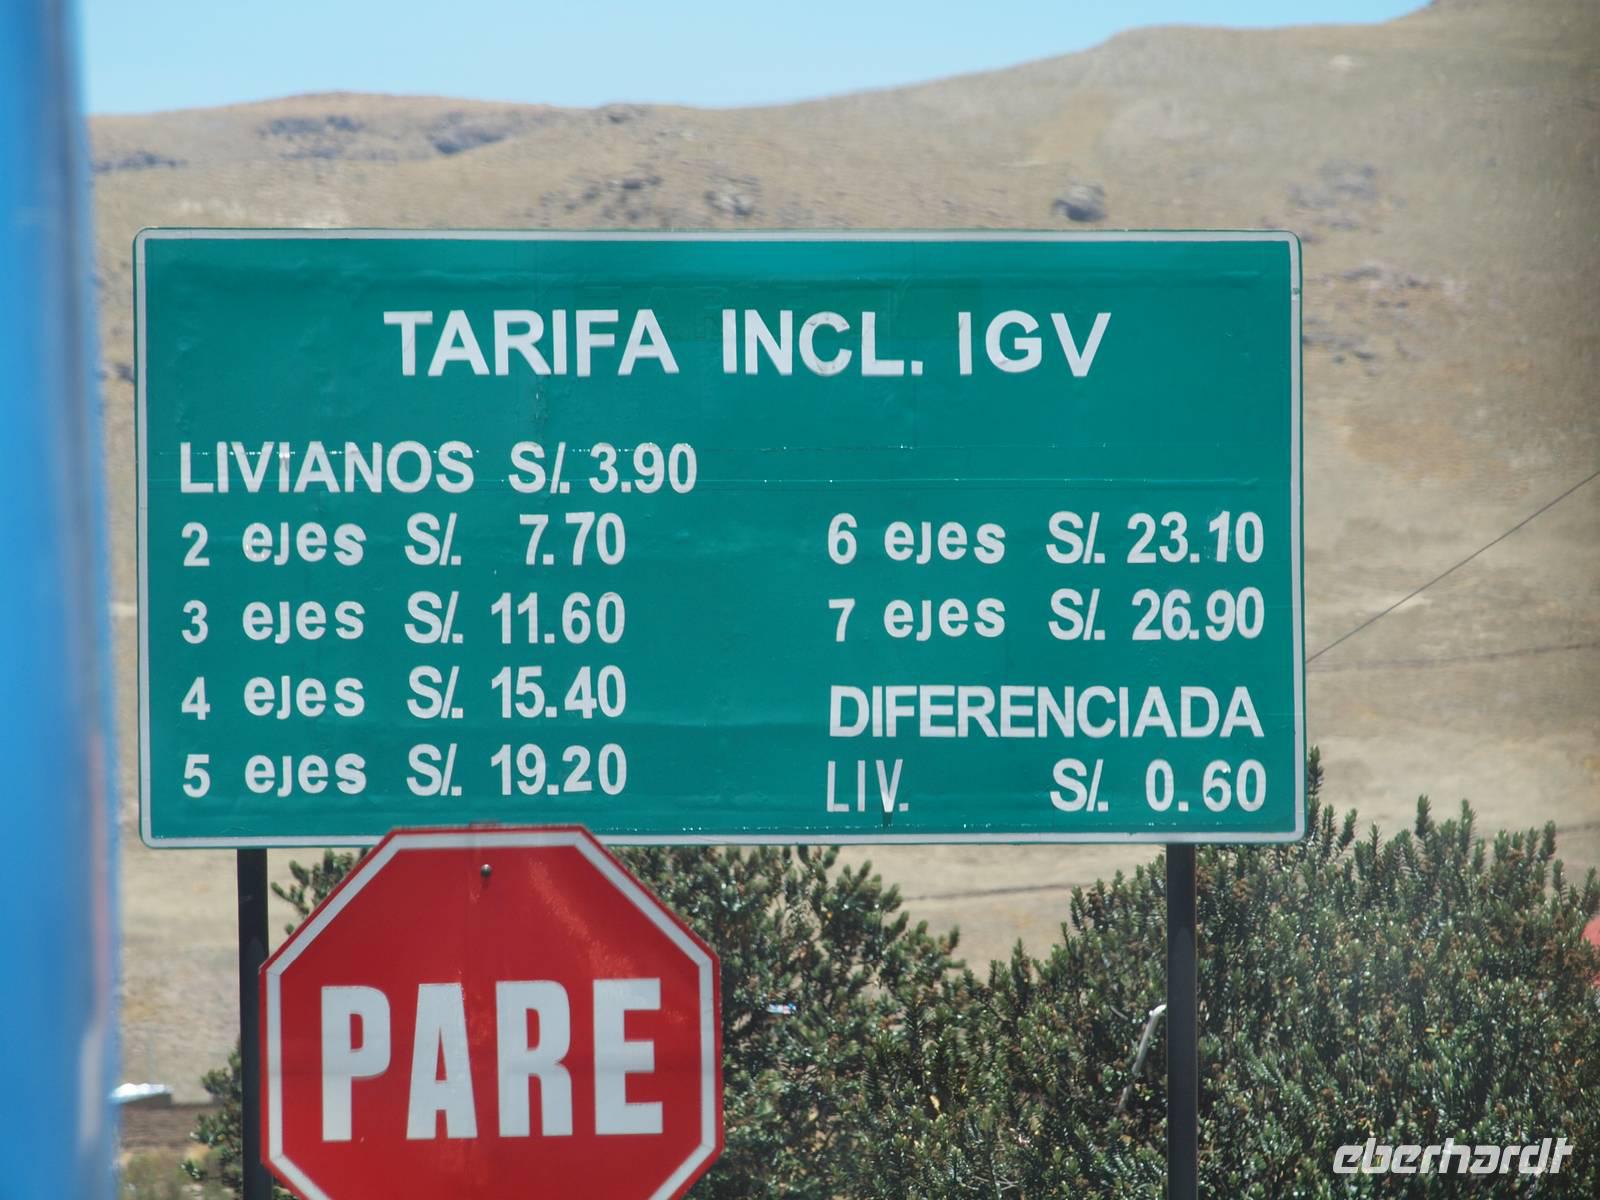 TARIFA INCL. IGV
LIVIANOS S/. 3.90
2 ejes S/. 7.70
3 ejes S/. 11.60
4 ejes S/. 15.40
5 ejes S/. 19.20
6 ejes S/. 23.10
7 ejes S/. 26.90
DIFERENCIADA
LIV. S/. 0.60
PARE
eberhardt